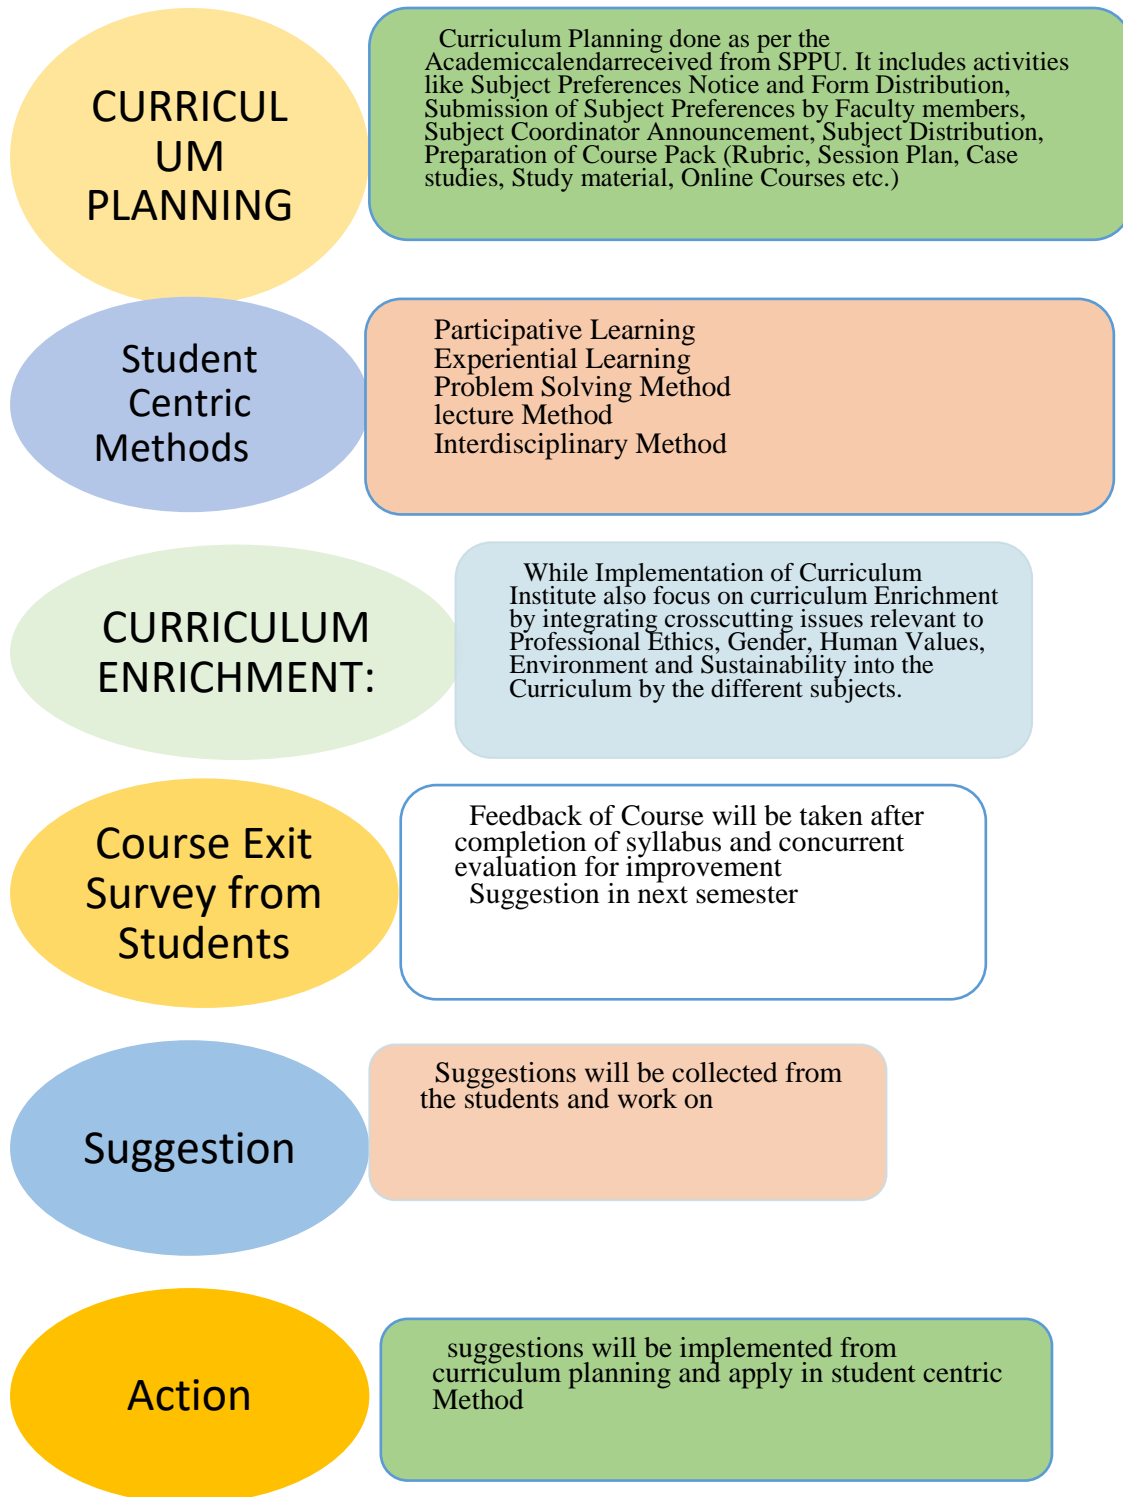 CURRICUL
UM
PLANNING
Curriculum Planning done as per the
Academiccalendarreceived from SPPU. It includes activities
like Subject Preferences Notice and Form Distribution,
Submission of Subject Preferences by Faculty members,
Subject Coordinator Announcement, Subject Distribution,
Preparation of Course Pack (Rubric, Session Plan, Case
studies, Study material, Online Courses etc.)
Student
Centric
Methods
Participative Learning
Experiential Learning
Problem Solving Method
lecture Method
Interdisciplinary Method
CURRICULUM
ENRICHMENT:
While Implementation of Curriculum
Institute also focus on curriculum Enrichment
by integrating crosscutting issues relevant to
Professional Ethics, Gender, Human Values,
Environment and Sustainability into the
Curriculum by the different subjects.
Course Exit
Survey from
Students
Feedback of Course will be taken after
completion of syllabus and concurrent
evaluation for improvement
Suggestion in next semester
Suggestion
Suggestions will be collected from
the students and work on
Action
suggestions will be implemented from
curriculum planning and apply in student centric
Method